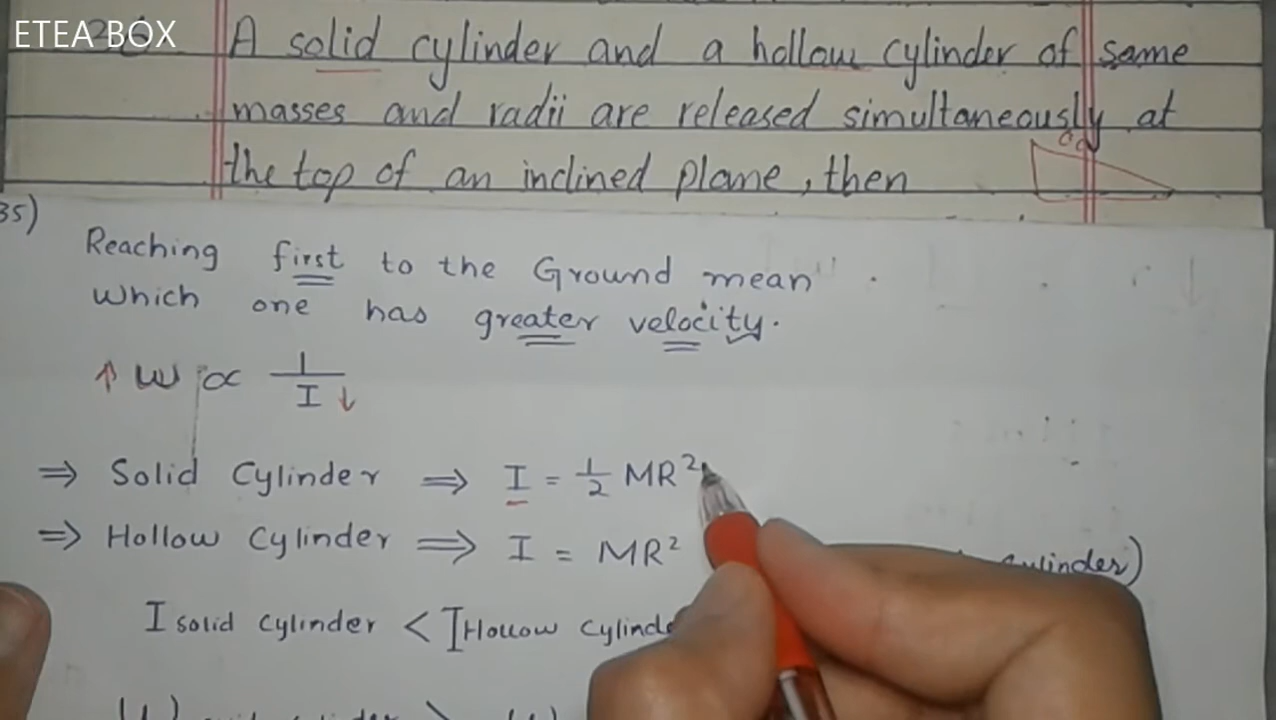 ETEA BOX
A solid cylinder and a hollow cylinder of same
masses and radii are released simultaneously at
the top of an inclined plane, then
35)
Reaching first to the Ground mean"
which one has greater velocity.
↑ W ∝ 1/I ↓
⇒ Solid Cylinder ⇒ I = 1/2 MR²
⇒ Hollow Cylinder ⇒ I = MR²
I solid cylinder < I Hollow